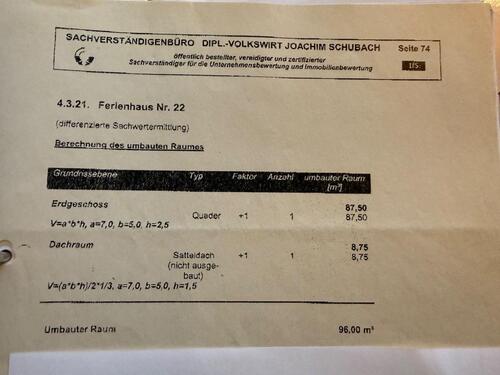 SACHVERSTÄNDIGENBÜRO DIPL.-VOLKSWIRT JOACHIM SCHUBACH Seite 74
öffentlich bestellter, vereidigter und zertifizierter
Sachverständiger für die Unternehmensbewertung und Immobilienbewertung
4.3.21. Ferienhaus Nr. 22
(differenzierte Sachwertermittlung)
Berechnung des umbauten Raumes
Grundrissebene Typ Faktor Anzahl umbauter Raum
[m³]
Erdgeschoss 87,50
Quader +1 1 87,50
V=a*b*h, a=7,0, b=5,0, h=2,5
Dachraum 8,75
Satteldach +1 1 8,75
(nicht ausge-
baut)
V=(a*b*h)/2*1/3, a=7,0, b=5,0, h=1,5
Umbauter Raum 96,00 m³